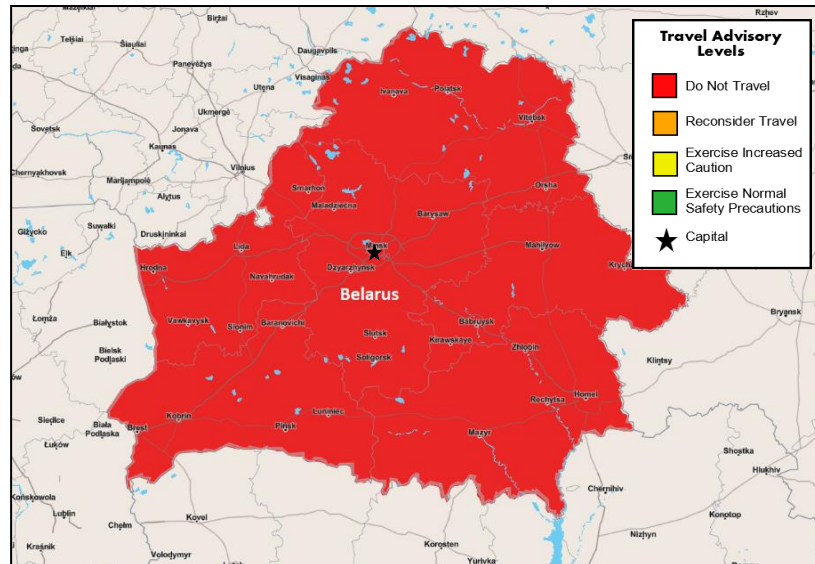 Biržai
Rzhev
Telšiai
Šiauliai
Daugavpils
Panevėžys
Visaginas
Utena
Ukmergė
Sovetsk
Jonava
Kaunas
Chernyakhovsk
Vilnius
Marijampolė
Alytus
Suwałki
Druskininkai
Giżycko
Ełk
Łomża
Białystok
Bielsk
Podlaski
Siedlce
Biała
Podlaska
Łuków
Końskowola
Lublin
Chełm
Kraśnik
Kovel
Volodymyr
Korosten
Yurivka
Chernihiv
Nizhyn
Konotop
Shostka
Hlukhiv
Klintsy
Bryansk
Ivanava
Polatsk
Vitebsk
Orsha
Smarhon
Maladziečna
Barysaw
Minsk
Mahilyow
Lida
Hrodna
Dzyarzhynsk
Navahrudak
Belarus
Vawkavysk
Slonim
Baranovichi
Babruysk
Slutsk
Kirawskaye
Zhlobin
Soligorsk
Rechytsa
Homel
Kobrin
Luniniec
Brest
Pinsk
Mazyr
Travel Advisory
Levels
Do Not Travel
Reconsider Travel
Exercise Increased
Caution
Exercise Normal
Safety Precautions
Capital